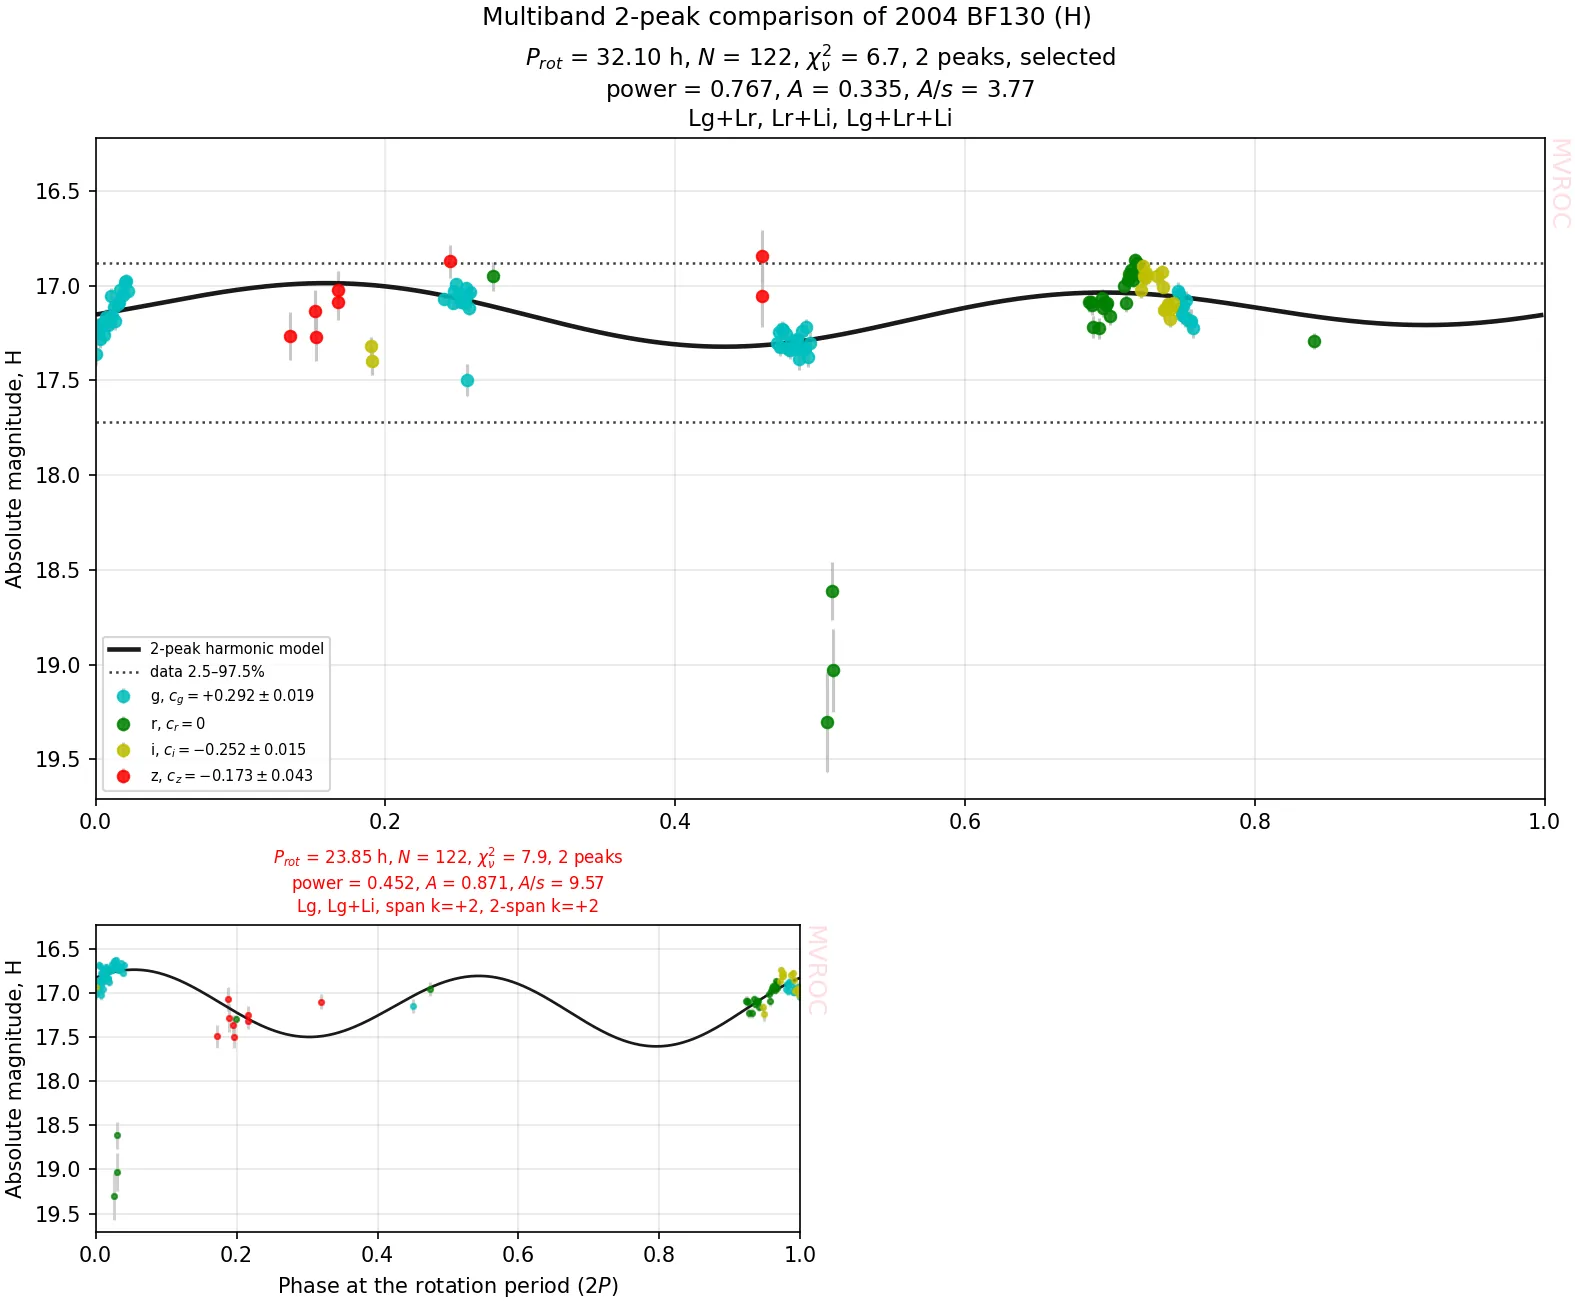 Multiband 2-peak comparison of 2004 BF130 (H)
P_rot = 32.10 h, N = 122, χ²_ν = 6.7, 2 peaks, selected
power = 0.767, A = 0.335, A/s = 3.77
Lg+Lr, Lr+Li, Lg+Lr+Li
MVROC
16.5
17.0
17.5
18.0
18.5
19.0
19.5
Absolute magnitude, H
2-peak harmonic model
data 2.5–97.5%
g, c_g = +0.292 ± 0.019
r, c_r = 0
i, c_i = −0.252 ± 0.015
z, c_z = −0.173 ± 0.043
0.0 0.2 0.4 0.6 0.8 1.0
P_rot = 23.85 h, N = 122, χ²_ν = 7.9, 2 peaks
power = 0.452, A = 0.871, A/s = 9.57
Lg, Lg+Li, span k=+2, 2-span k=+2
MVROC
16.5
17.0
17.5
18.0
18.5
19.0
19.5
Absolute magnitude, H
0.0 0.2 0.4 0.6 0.8 1.0
Phase at the rotation period (2P)